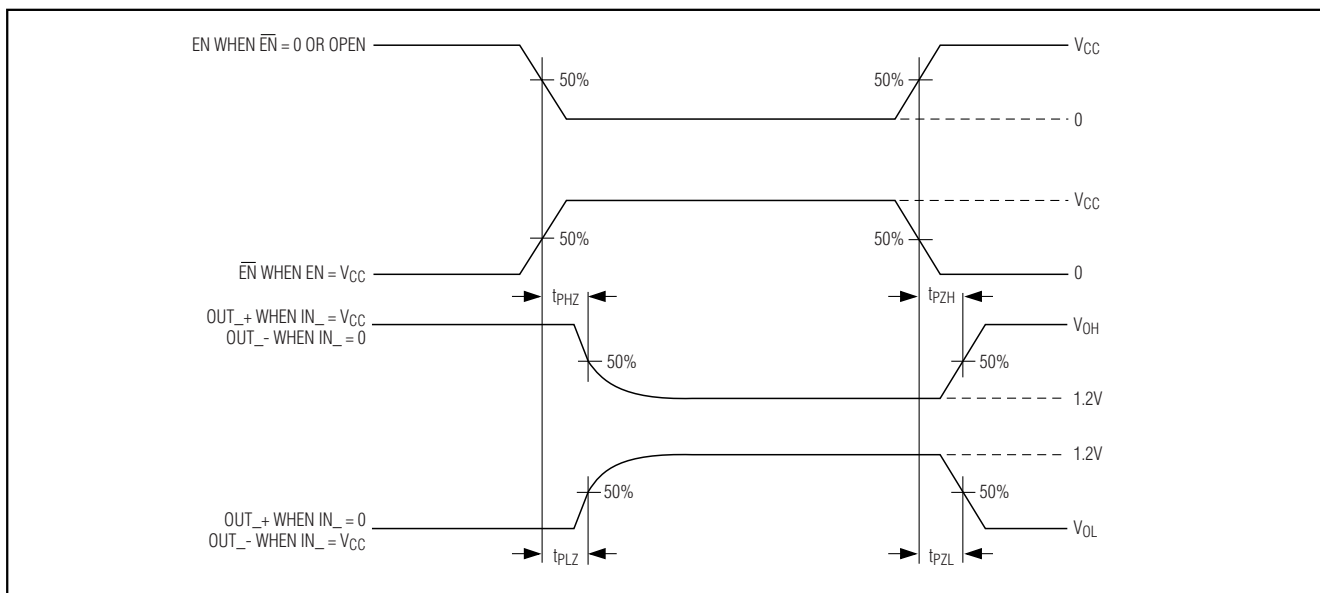 EN WHEN E̅N̅ = 0 OR OPEN
VCC
50%
50%
0
VCC
50%
50%
E̅N̅ WHEN EN = VCC
0
tPHZ
tPZH
OUT_+ WHEN IN_ = VCC
OUT_- WHEN IN_ = 0
VOH
50%
50%
1.2V
1.2V
50%
50%
OUT_+ WHEN IN_ = 0
OUT_- WHEN IN_ = VCC
VOL
tPLZ
tPZL